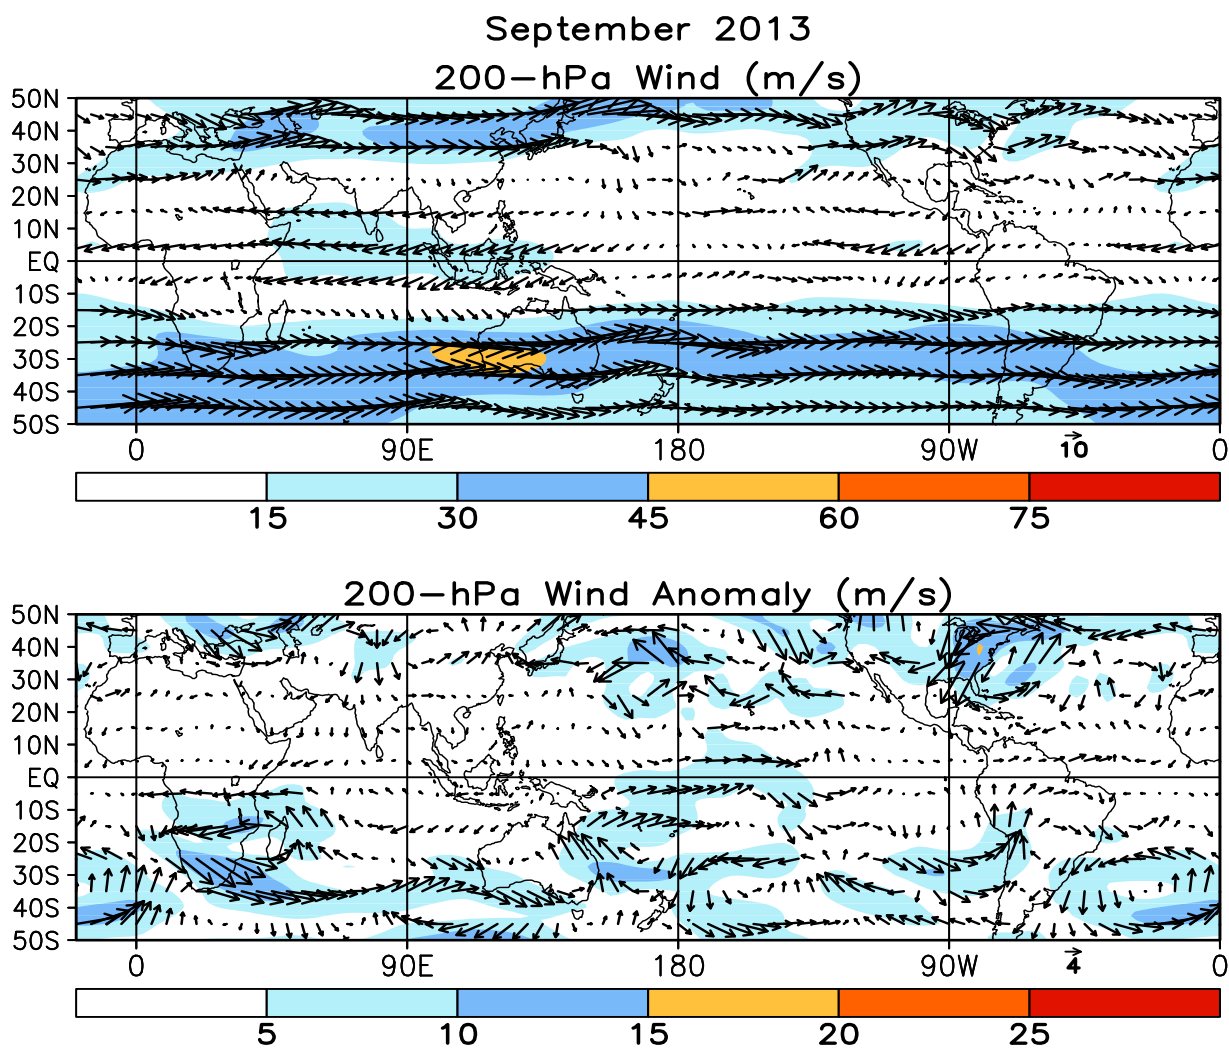 September 2013
200-hPa Wind (m/s)
50N
40N
30N
20N
10N
EQ
10S
20S
30S
40S
50S
0 90E 180 90W 10 0
15 30 45 60 75
200-hPa Wind Anomaly (m/s)
50N
40N
30N
20N
10N
EQ
10S
20S
30S
40S
50S
0 90E 180 90W 4 0
5 10 15 20 25